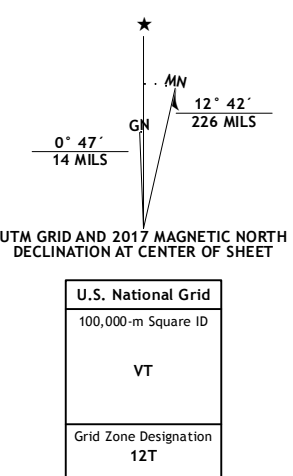 MN
GN
12° 42´
226 MILS
0° 47´
14 MILS
UTM GRID AND 2017 MAGNETIC NORTH
DECLINATION AT CENTER OF SHEET
U.S. National Grid
100,000-m Square ID
VT
Grid Zone Designation
12T